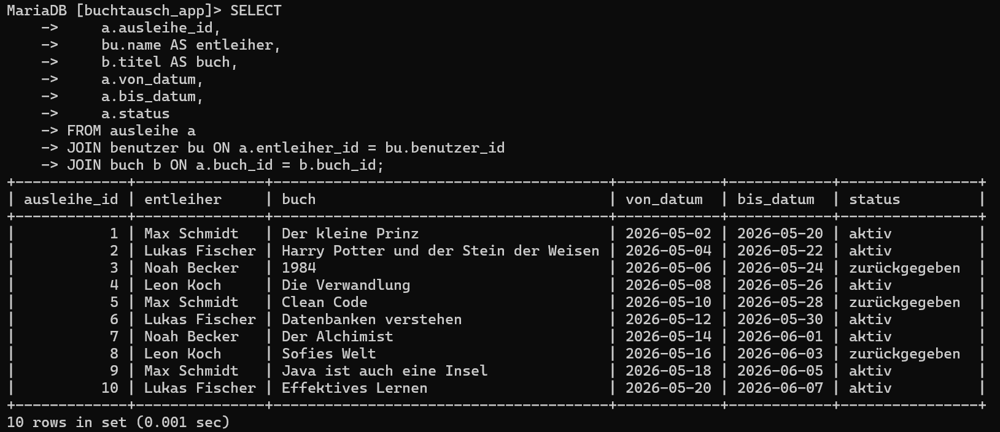 MariaDB [buchtausch_app]> SELECT
    ->     a.ausleihe_id,
    ->     bu.name AS entleiher,
    ->     b.titel AS buch,
    ->     a.von_datum,
    ->     a.bis_datum,
    ->     a.status
    -> FROM ausleihe a
    -> JOIN benutzer bu ON a.entleiher_id = bu.benutzer_id
    -> JOIN buch b ON a.buch_id = b.buch_id;
+-------------+----------------+---------------------------------------+------------+------------+----------------+
| ausleihe_id | entleiher      | buch                                  | von_datum  | bis_datum  | status         |
+-------------+----------------+---------------------------------------+------------+------------+----------------+
|           1 | Max Schmidt    | Der kleine Prinz                      | 2026-05-02 | 2026-05-20 | aktiv          |
|           2 | Lukas Fischer  | Harry Potter und der Stein der Weisen | 2026-05-04 | 2026-05-22 | aktiv          |
|           3 | Noah Becker    | 1984                                  | 2026-05-06 | 2026-05-24 | zurückgegeben  |
|           4 | Leon Koch      | Die Verwandlung                       | 2026-05-08 | 2026-05-26 | aktiv          |
|           5 | Max Schmidt    | Clean Code                            | 2026-05-10 | 2026-05-28 | zurückgegeben  |
|           6 | Lukas Fischer  | Datenbanken verstehen                 | 2026-05-12 | 2026-05-30 | aktiv          |
|           7 | Noah Becker    | Der Alchimist                         | 2026-05-14 | 2026-06-01 | aktiv          |
|           8 | Leon Koch      | Sofies Welt                           | 2026-05-16 | 2026-06-03 | zurückgegeben  |
|           9 | Max Schmidt    | Java ist auch eine Insel              | 2026-05-18 | 2026-06-05 | aktiv          |
|          10 | Lukas Fischer  | Effektives Lernen                     | 2026-05-20 | 2026-06-07 | aktiv          |
+-------------+----------------+---------------------------------------+------------+------------+----------------+
10 rows in set (0.001 sec)